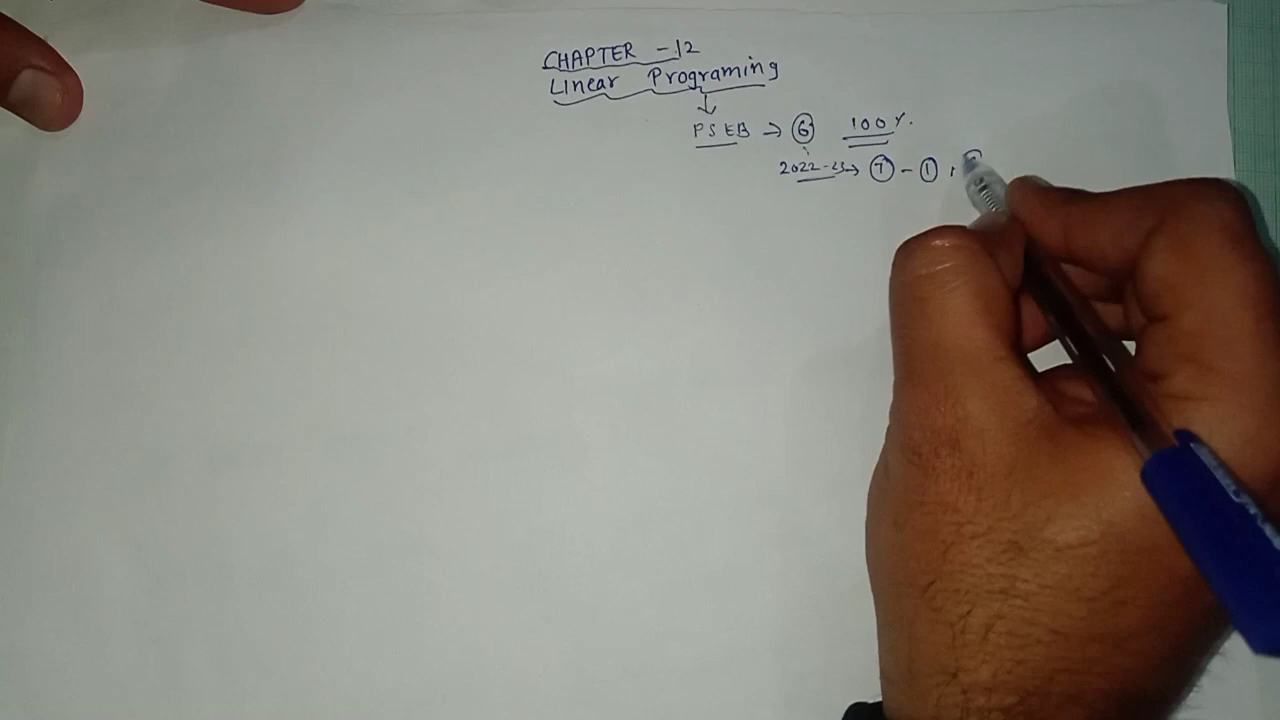 CHAPTER - 12
Linear Programing
PSEB → 6 100%.
2022-23 → 7 - 1,